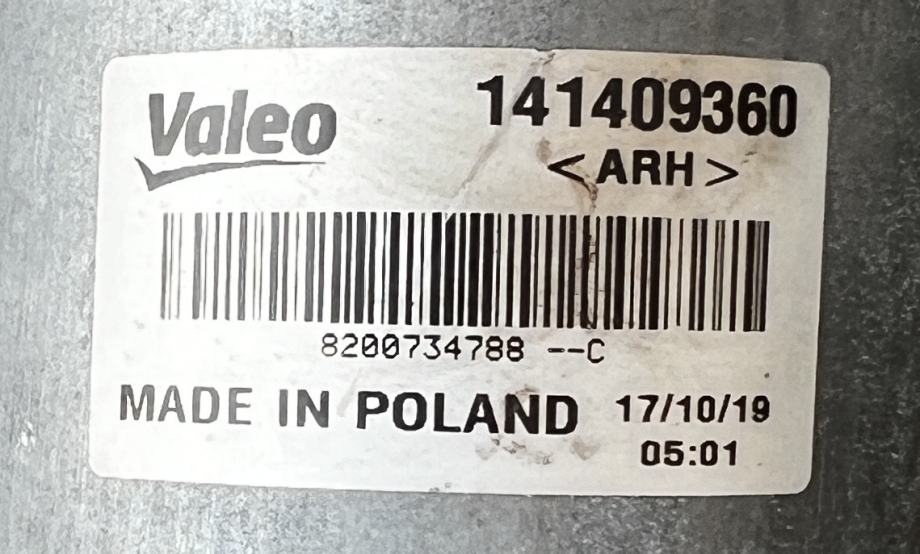 Valeo
141409360
<ARH>
8200734788 --C
MADE IN POLAND
17/10/19
05:01